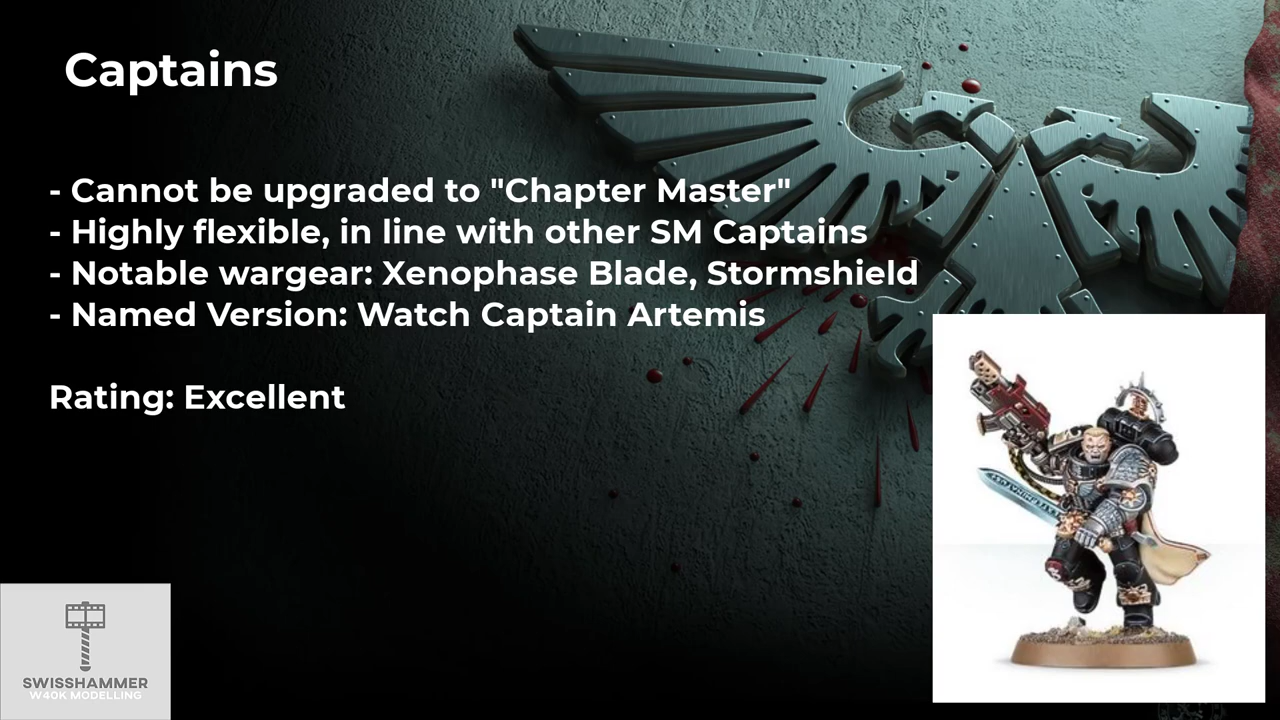 Captains
- Cannot be upgraded to "Chapter Master"
- Highly flexible, in line with other SM Captains
- Notable wargear: Xenophase Blade, Stormshield
- Named Version: Watch Captain Artemis
Rating: Excellent
SWISSHAMMER
W40K MODELLING